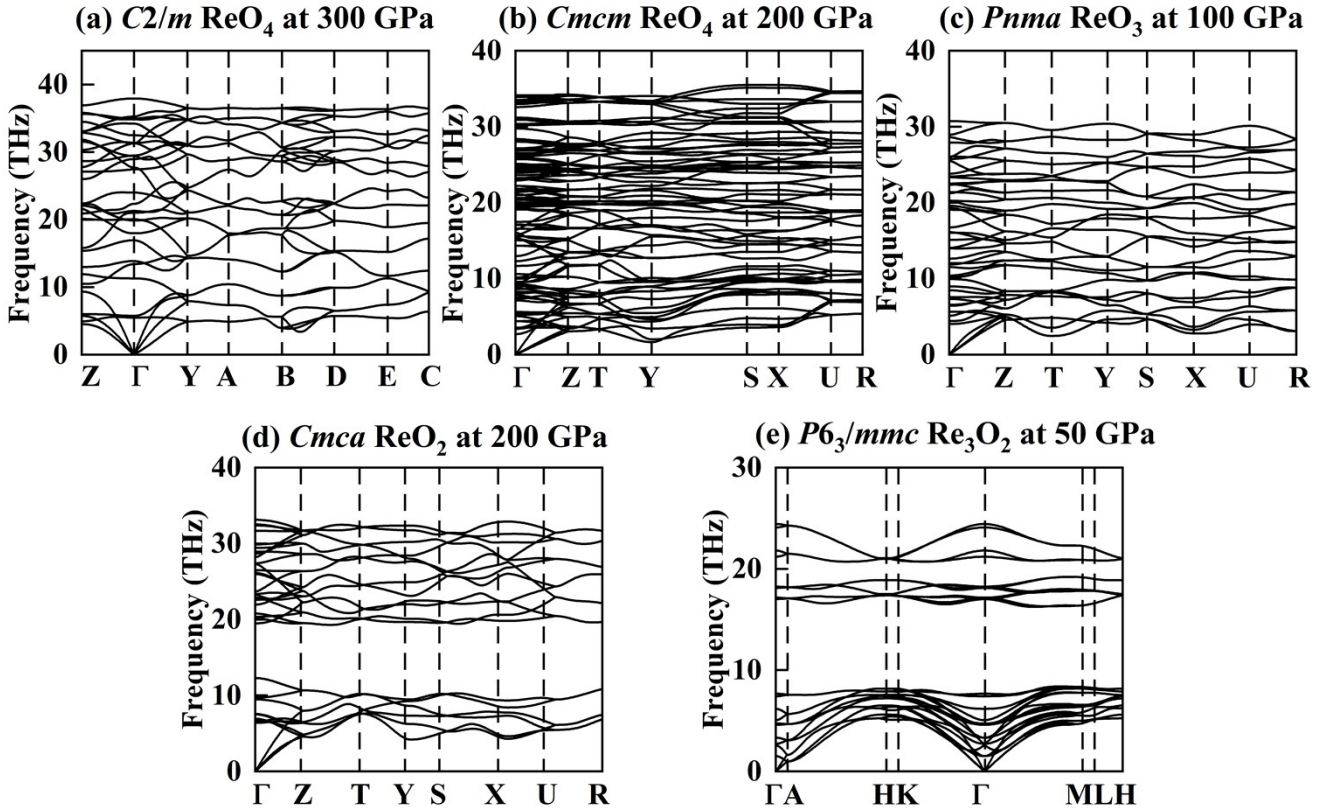 (a) C2/m ReO₄ at 300 GPa
Frequency (THz)
40
30
20
10
0
Z Γ Y A B D E C
(b) Cmcm ReO₄ at 200 GPa
Frequency (THz)
40
30
20
10
0
Γ Z T Y S X U R
(c) Pnma ReO₃ at 100 GPa
Frequency (THz)
40
30
20
10
0
Γ Z T Y S X U R
(d) Cmca ReO₂ at 200 GPa
Frequency (THz)
40
30
20
10
0
Γ Z T Y S X U R
(e) P6₃/mmc Re₃O₂ at 50 GPa
Frequency (THz)
30
20
10
0
Γ A H K Γ M L H